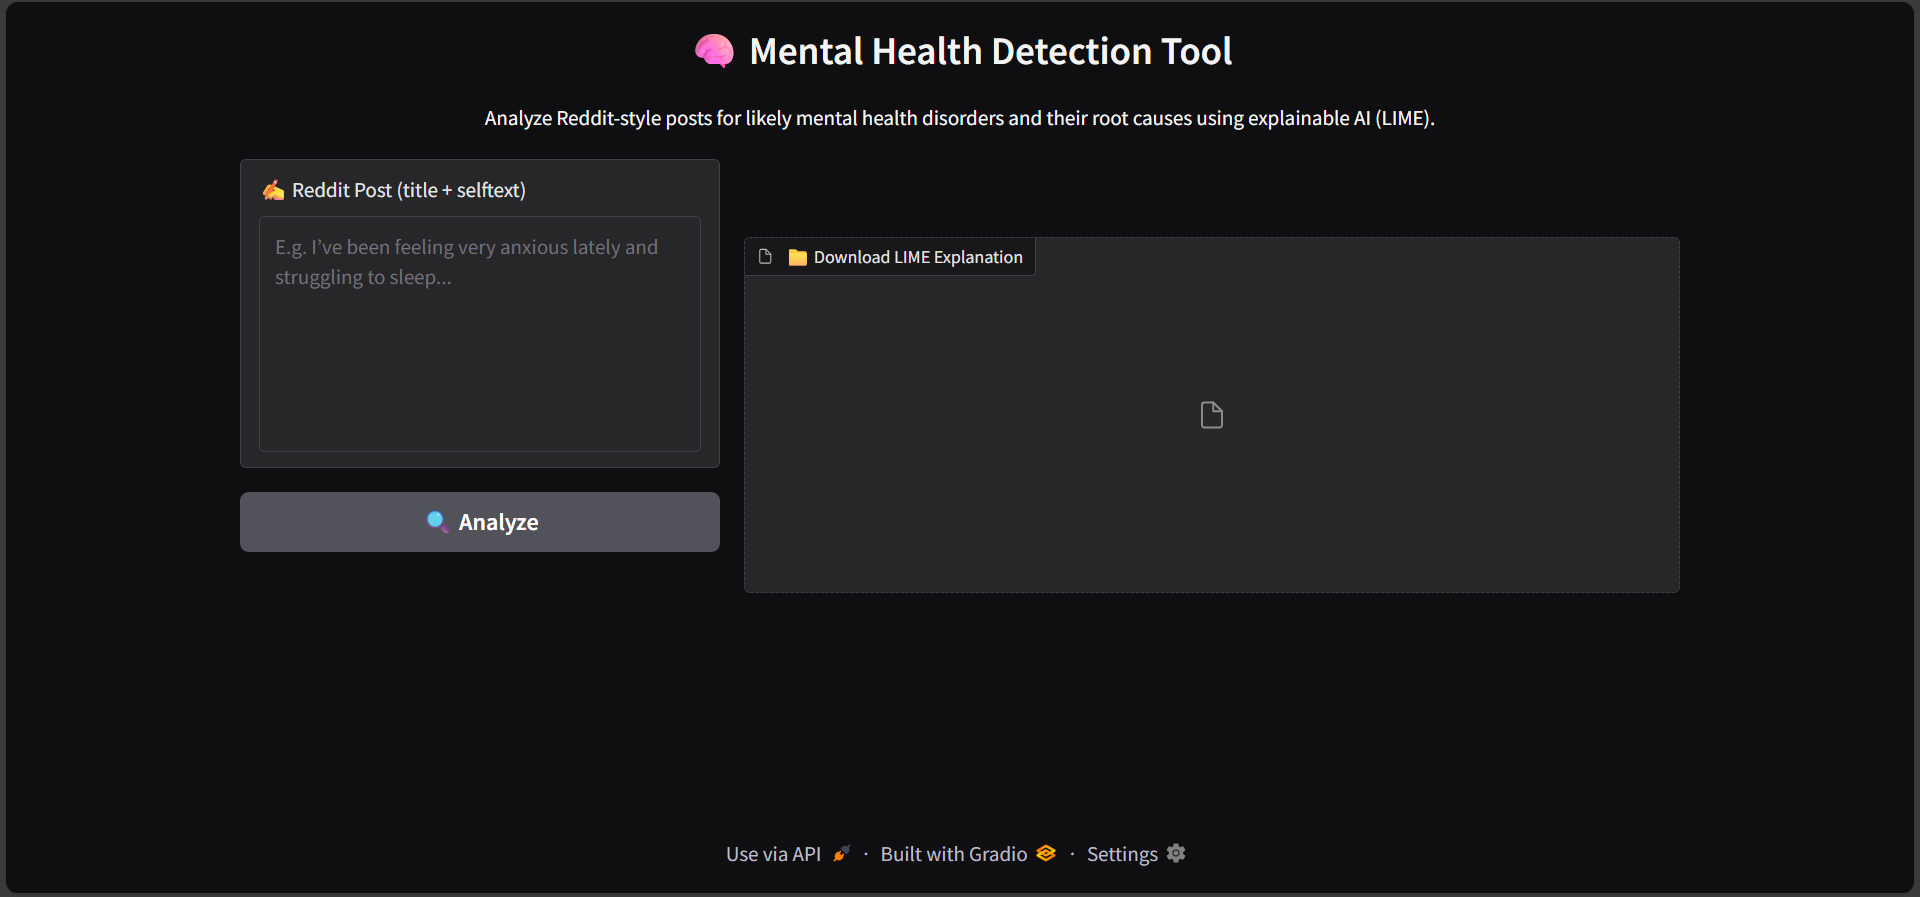 🧠 Mental Health Detection Tool
Analyze Reddit-style posts for likely mental health disorders and their root causes using explainable AI (LIME).
✍️ Reddit Post (title + selftext)
E.g. I’ve been feeling very anxious lately and
struggling to sleep...
🔍 Analyze
📁 Download LIME Explanation
Use via API · Built with Gradio · Settings